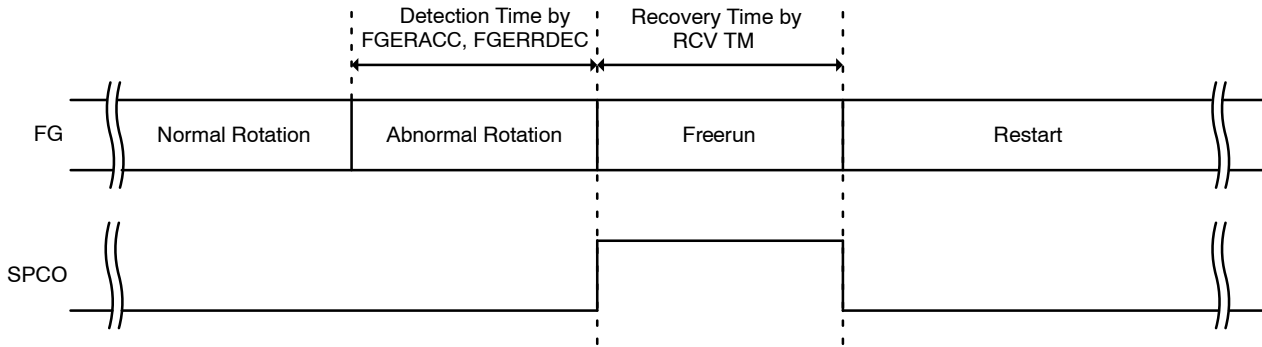 Detection Time by
FGERACC, FGERRDEC
Recovery Time by
RCV TM
FG
Normal Rotation
Abnormal Rotation
Freerun
Restart
SPCO